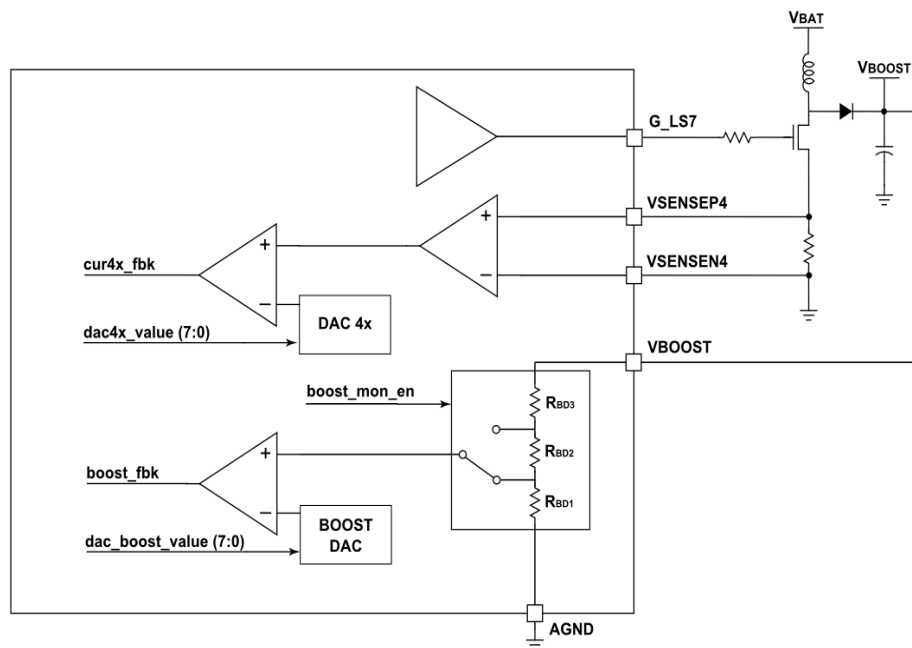 VBAT
VBOOST
G_LS7
VSENSEP4
+
+
cur4x_fbk
VSENSEN4
−
−
DAC 4x
dac4x_value (7:0)
VBOOST
boost_mon_en
RBD3
RBD2
+
boost_fbk
RBD1
−
BOOST
DAC
dac_boost_value (7:0)
AGND